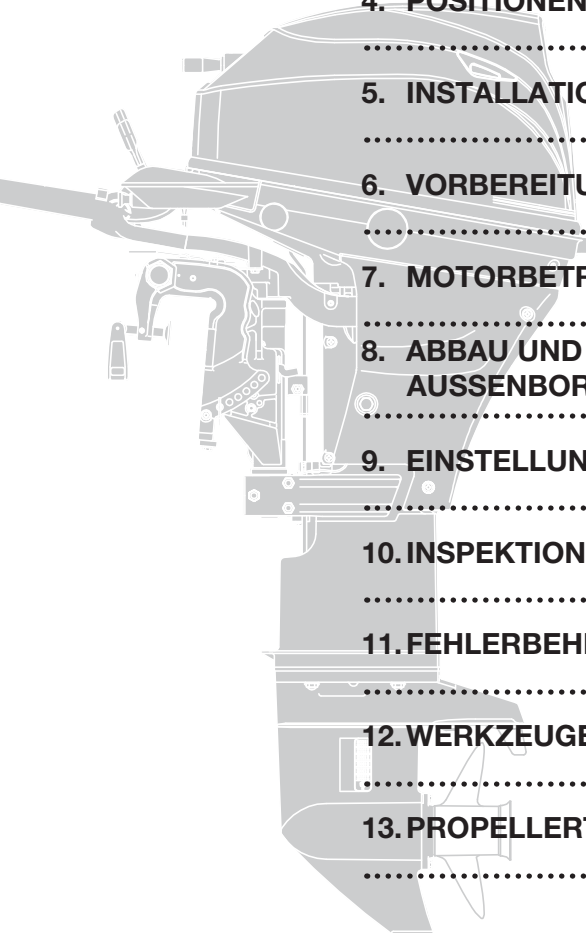 4. POSITIONEN
5. INSTALLATIO
6. VORBEREITU
7. MOTORBETR
8. ABBAU UND
AUSSENBOR
9. EINSTELLUN
10. INSPEKTION
11. FEHLERBEH
12. WERKZEUGE
13. PROPELLERT